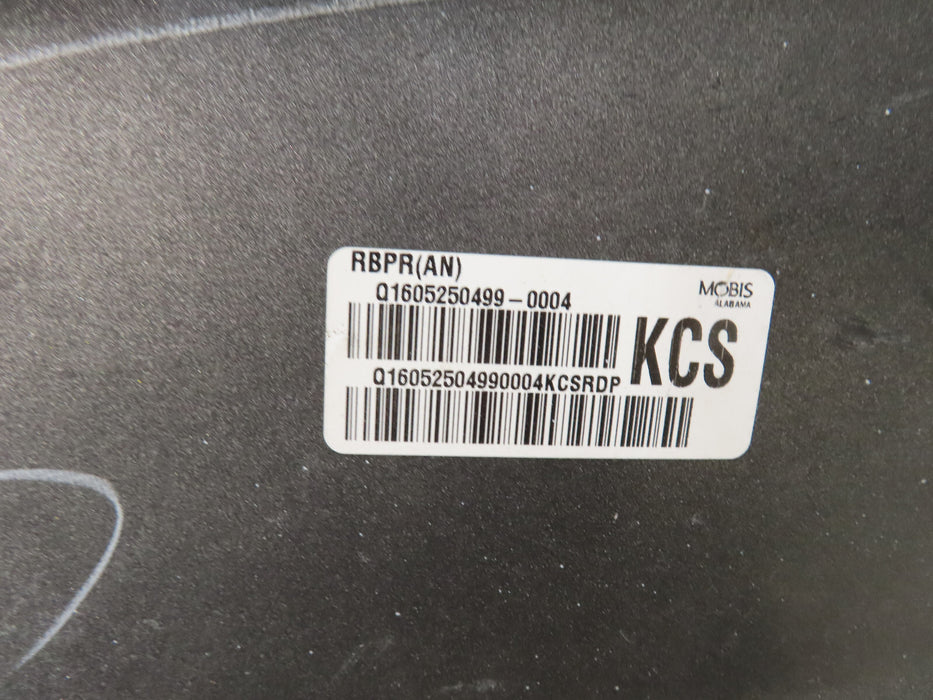 RBPR(AN)
MOBIS
ALABAMA
Q1605250499-0004
KCS
Q16052504990004KCSRDP